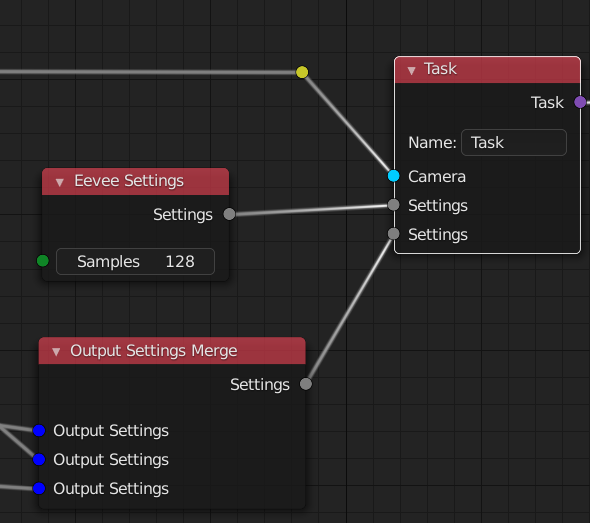 Task
Task
Name: Task
Camera
Settings
Settings
Eevee Settings
Settings
Samples 128
Output Settings Merge
Settings
Output Settings
Output Settings
Output Settings